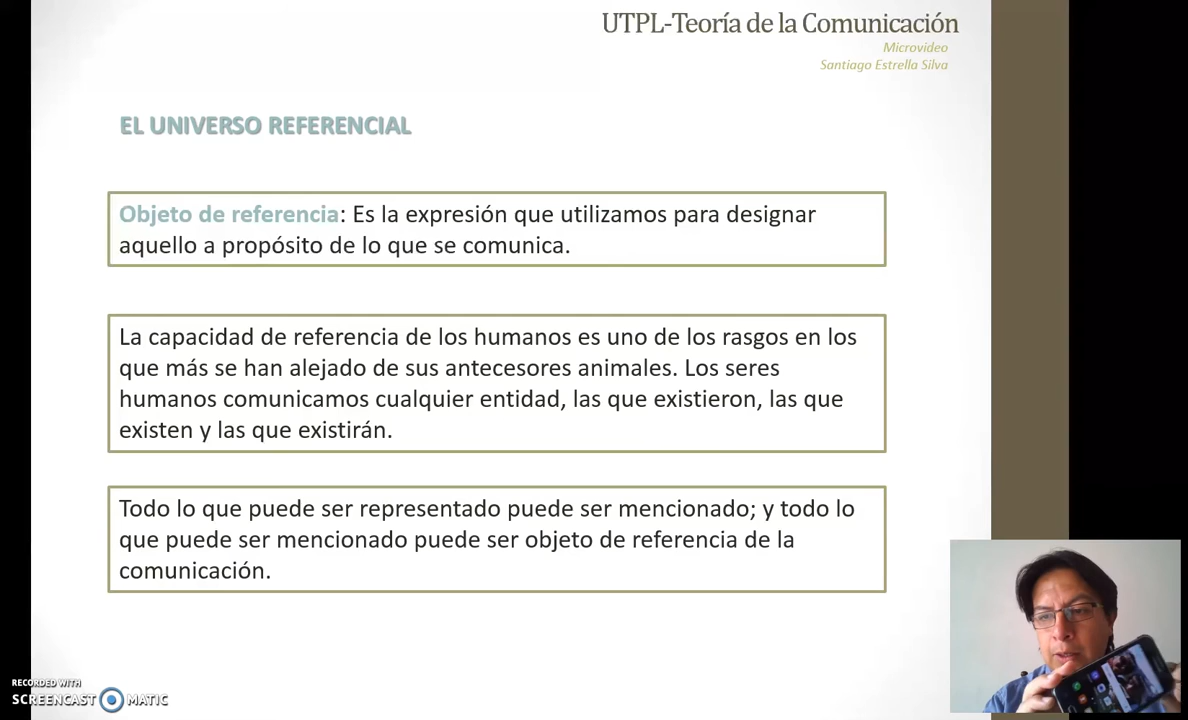 UTPL-Teoría de la Comunicación
Microvideo
Santiago Estrella Silva
EL UNIVERSO REFERENCIAL
Objeto de referencia: Es la expresión que utilizamos para designar
aquello a propósito de lo que se comunica.
La capacidad de referencia de los humanos es uno de los rasgos en los
que más se han alejado de sus antecesores animales. Los seres
humanos comunicamos cualquier entidad, las que existieron, las que
existen y las que existirán.
Todo lo que puede ser representado puede ser mencionado; y todo lo
que puede ser mencionado puede ser objeto de referencia de la
comunicación.
RECORDED WITH
SCREENCAST MATIC